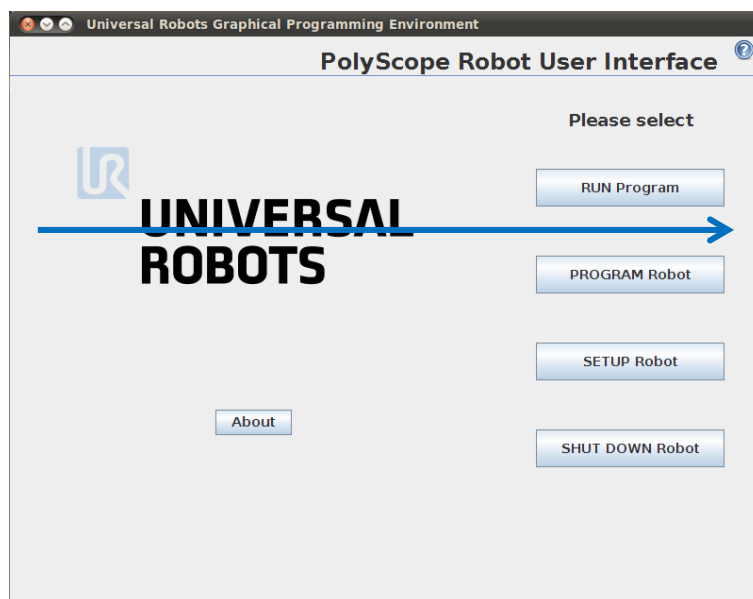 Universal Robots Graphical Programming Environment
PolyScope Robot User Interface
?
Please select
UR
UNIVERSAL
ROBOTS
RUN Program
PROGRAM Robot
SETUP Robot
About
SHUT DOWN Robot